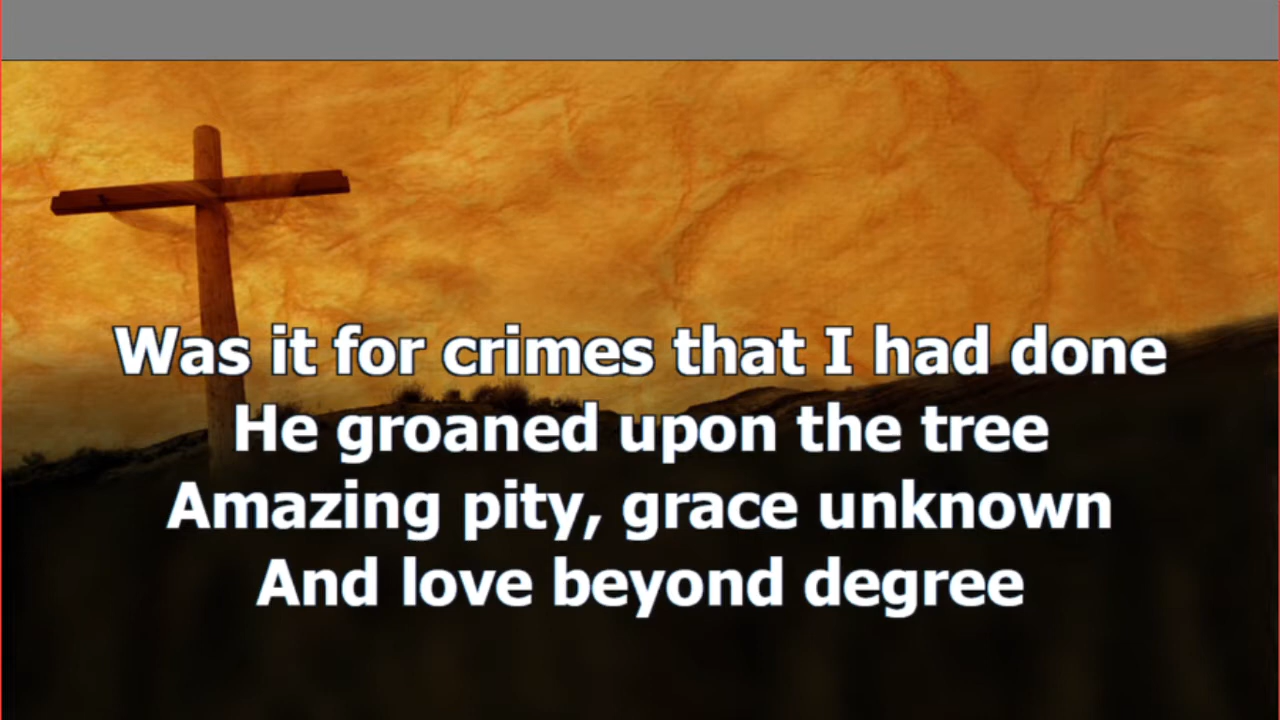 Was it for crimes that I had done
He groaned upon the tree
Amazing pity, grace unknown
And love beyond degree